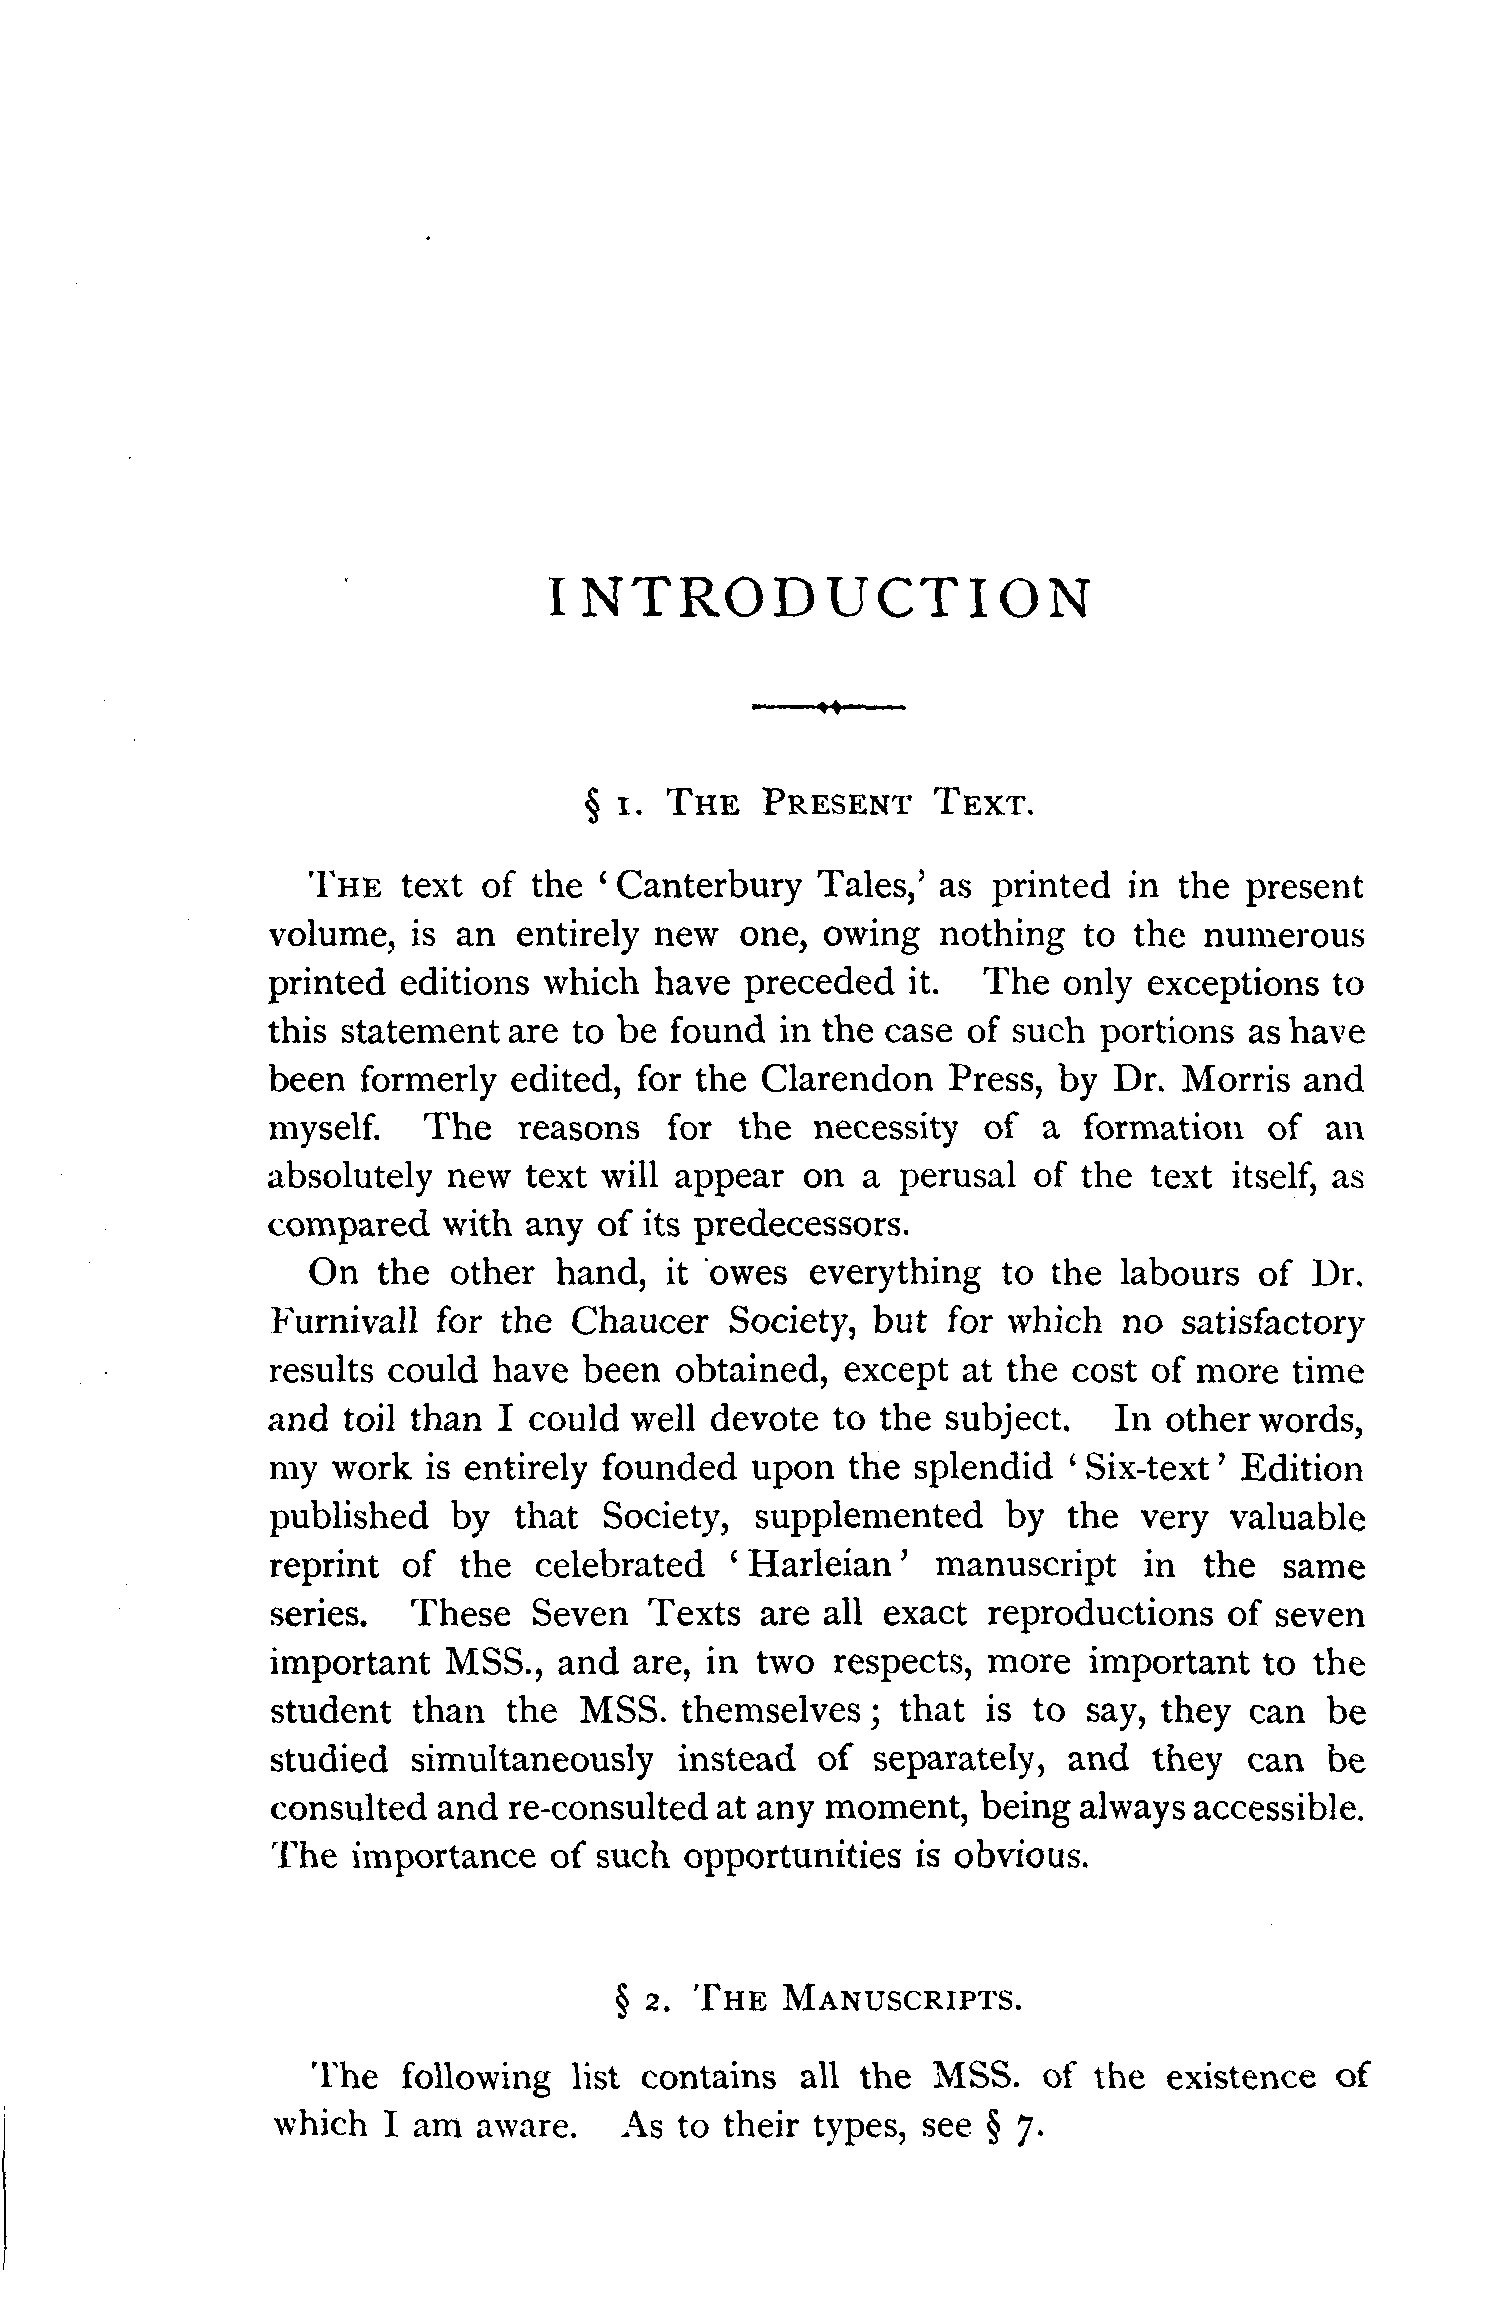 INTRODUCTION
§ 1. THE PRESENT TEXT.
THE text of the ‘Canterbury Tales,’ as printed in the present
volume, is an entirely new one, owing nothing to the numerous
printed editions which have preceded it. The only exceptions to
this statement are to be found in the case of such portions as have
been formerly edited, for the Clarendon Press, by Dr. Morris and
myself. The reasons for the necessity of a formation of an
absolutely new text will appear on a perusal of the text itself, as
compared with any of its predecessors.
On the other hand, it owes everything to the labours of Dr.
Furnivall for the Chaucer Society, but for which no satisfactory
results could have been obtained, except at the cost of more time
and toil than I could well devote to the subject. In other words,
my work is entirely founded upon the splendid ‘Six-text’ Edition
published by that Society, supplemented by the very valuable
reprint of the celebrated ‘Harleian’ manuscript in the same
series. These Seven Texts are all exact reproductions of seven
important MSS., and are, in two respects, more important to the
student than the MSS. themselves; that is to say, they can be
studied simultaneously instead of separately, and they can be
consulted and re-consulted at any moment, being always accessible.
The importance of such opportunities is obvious.
§ 2. THE MANUSCRIPTS.
The following list contains all the MSS. of the existence of
which I am aware. As to their types, see § 7.